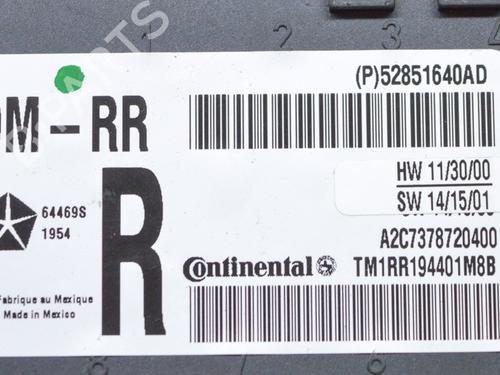 1 2 3 4
(P)52851640AD
DM-RR
HW 11/30/00
SW 14/15/01
64469S
1954
R
A2C7378720400
Continental
TM1RR194401M8B
Fabrique au Mexique
Made in Mexico